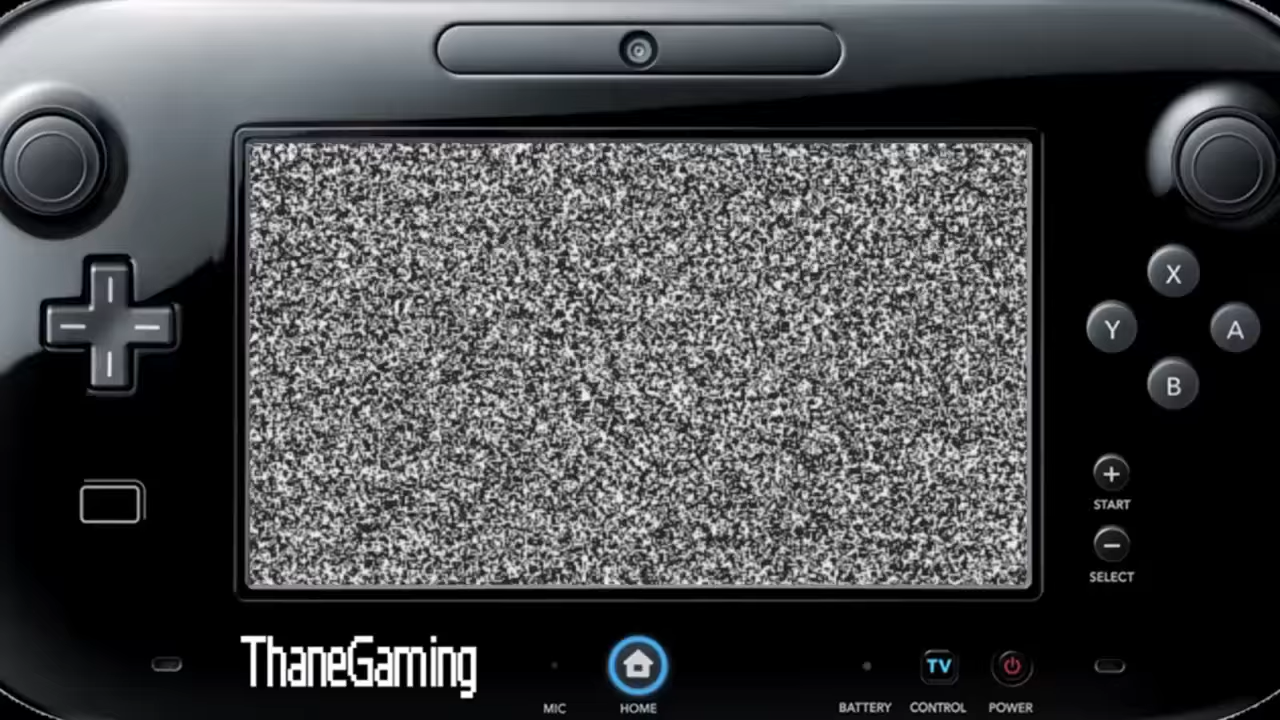 X
Y
A
B
+
START
−
SELECT
ThaneGaming
TV
MIC
HOME
BATTERY
CONTROL
POWER